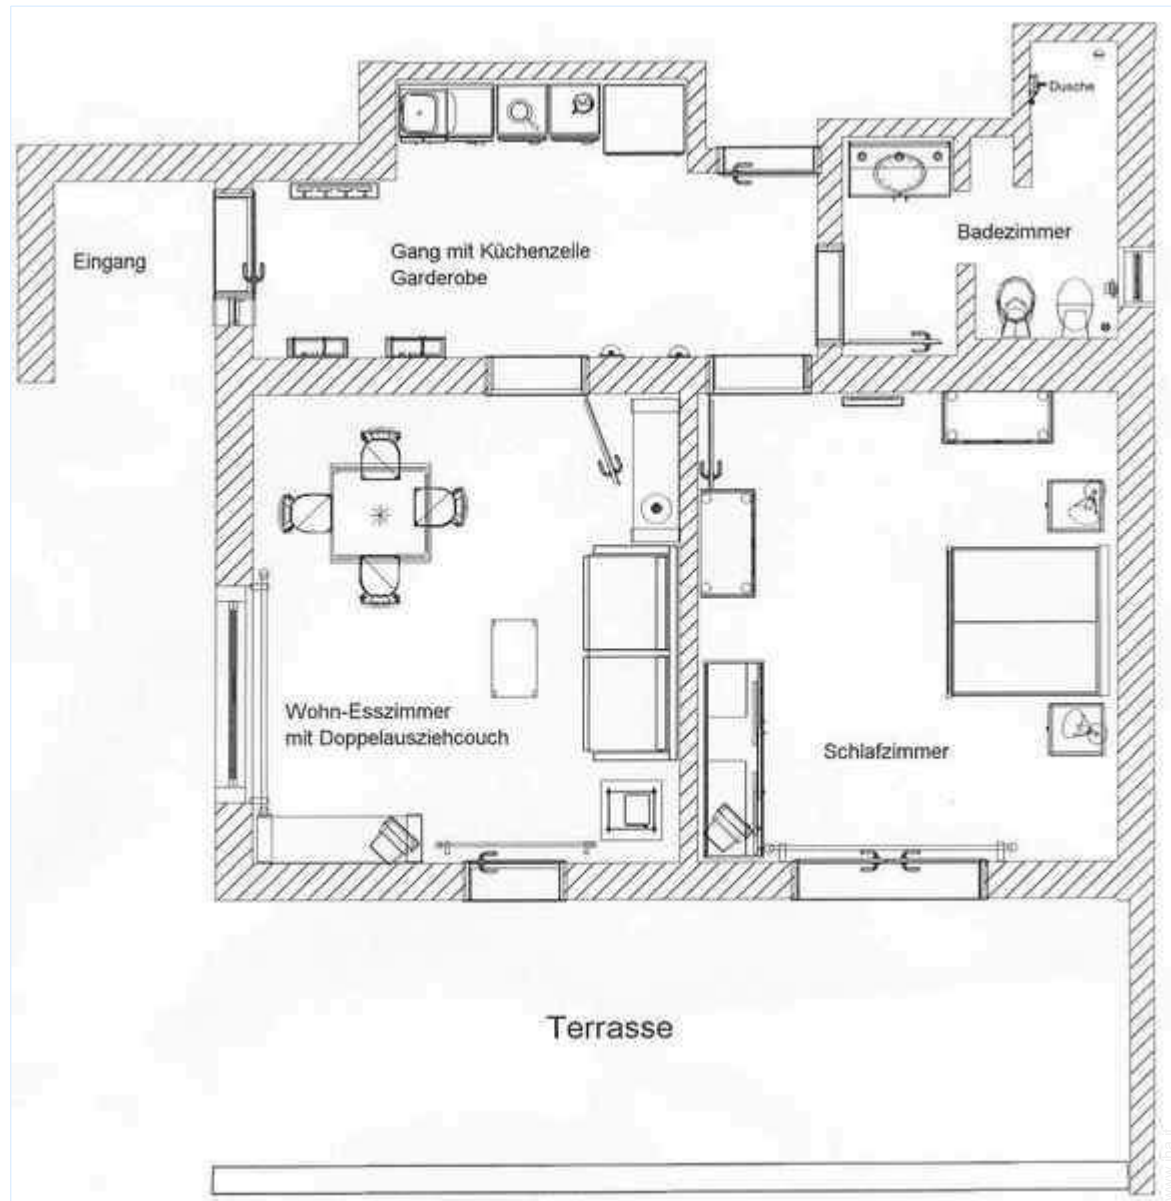 Dusche
Badezimmer
Eingang
Gang mit Küchenzeile
Garderobe
Wohn-Esszimmer
mit Doppelausziehcouch
Schlafzimmer
Terrasse